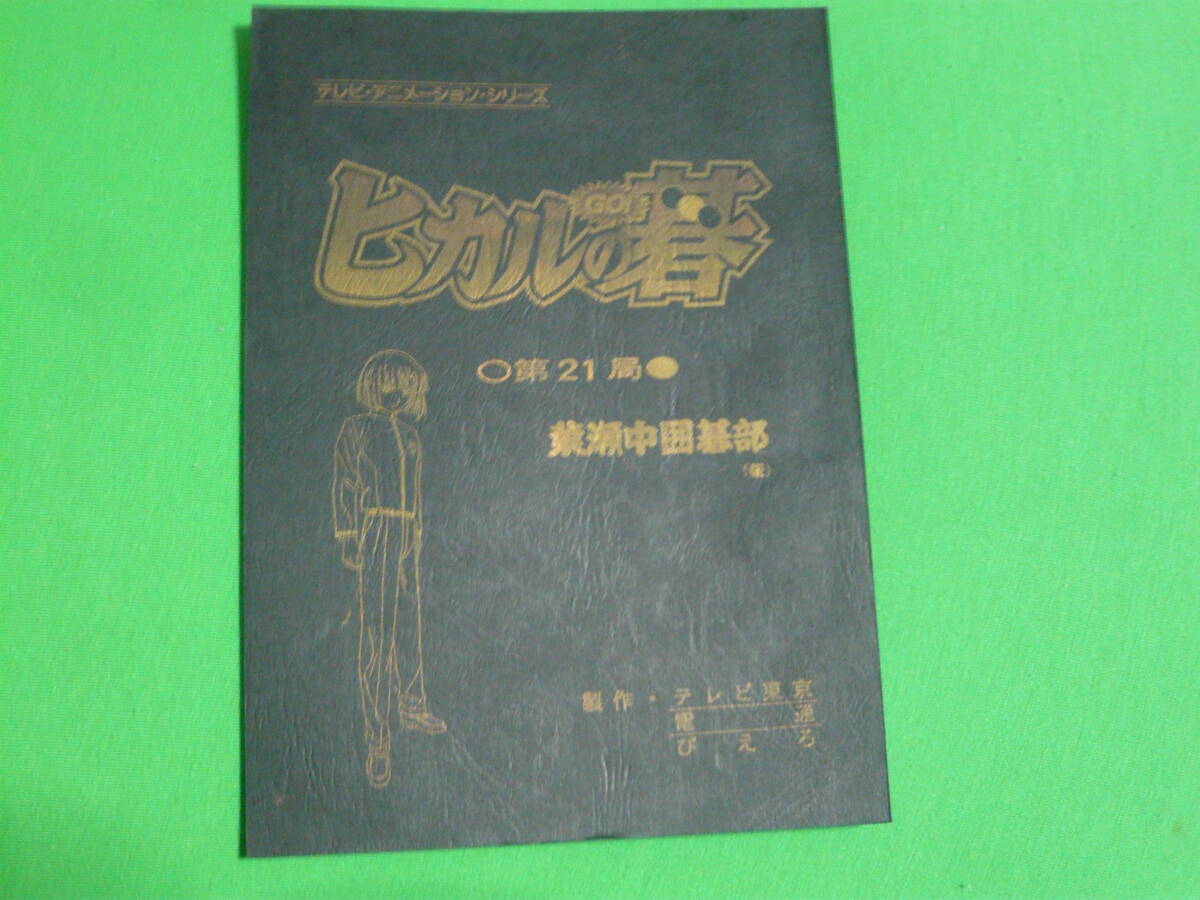 テレビ・アニメーション・シリーズ
ヒカルの碁
GO!
○第21局●
葉瀬中囲碁部
(仮)
製作・テレビ東京
電通
ぴえろ